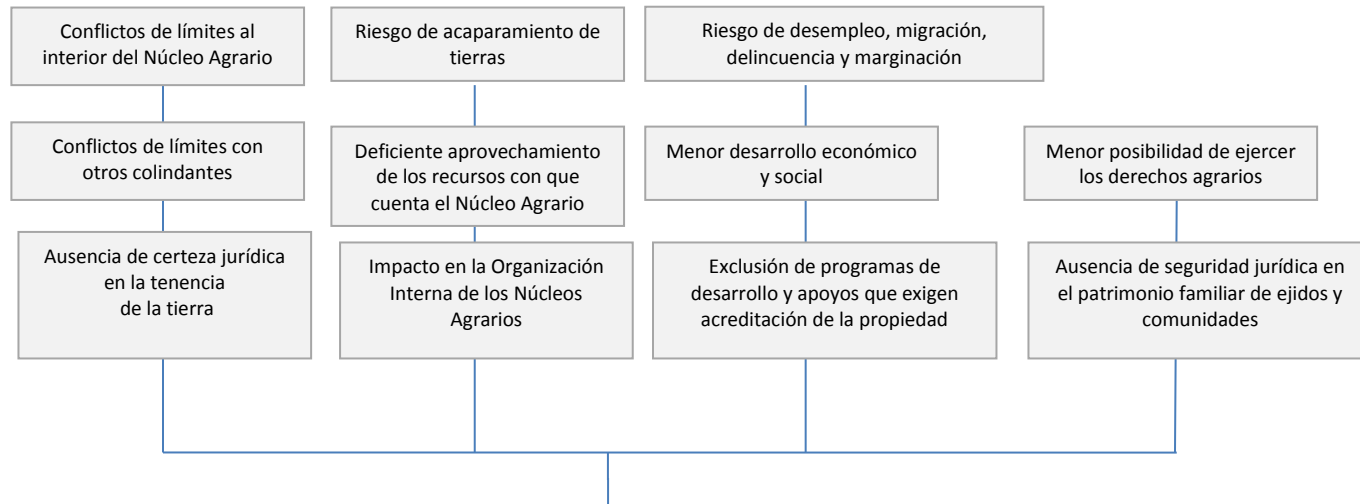 Conflictos de límites al
interior del Núcleo Agrario
Riesgo de acaparamiento de
tierras
Riesgo de desempleo, migración,
delincuencia y marginación
Conflictos de límites con
otros colindantes
Deficiente aprovechamiento
de los recursos con que
cuenta el Núcleo Agrario
Menor desarrollo económico
y social
Menor posibilidad de ejercer
los derechos agrarios
Ausencia de certeza jurídica
en la tenencia
de la tierra
Impacto en la Organización
Interna de los Núcleos
Agrarios
Exclusión de programas de
desarrollo y apoyos que exigen
acreditación de la propiedad
Ausencia de seguridad jurídica en
el patrimonio familiar de ejidos y
comunidades